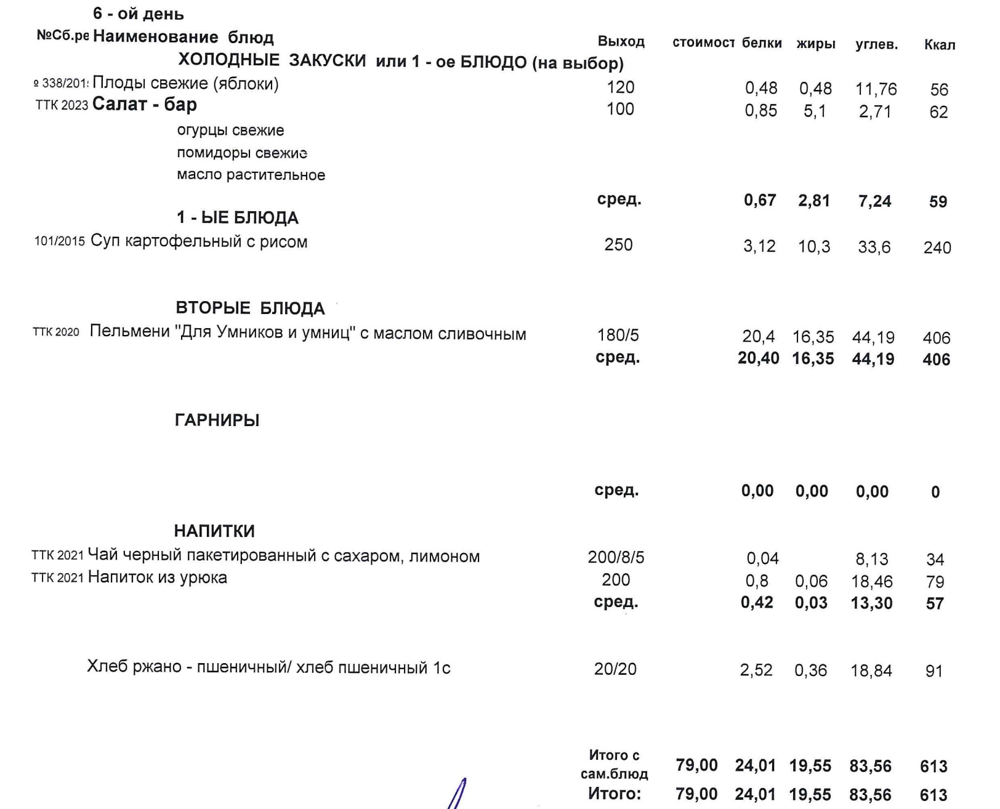 6 - ой день
№Сб.ре Наименование блюд Выход стоимост белки жиры углев. Ккал
ХОЛОДНЫЕ ЗАКУСКИ или 1 - ое БЛЮДО (на выбор)
º 338/201 Плоды свежие (яблоки) 120 0,48 0,48 11,76 56
ТТК 2023 Салат - бар 100 0,85 5,1 2,71 62
огурцы свежие
помидоры свежие
масло растительное
сред. 0,67 2,81 7,24 59
1 - ЫЕ БЛЮДА
101/2015 Суп картофельный с рисом 250 3,12 10,3 33,6 240
ВТОРЫЕ БЛЮДА
ТТК 2020 Пельмени "Для Умников и умниц" с маслом сливочным 180/5 20,4 16,35 44,19 406
сред. 20,40 16,35 44,19 406
ГАРНИРЫ
сред. 0,00 0,00 0,00 0
НАПИТКИ
ТТК 2021 Чай черный пакетированный с сахаром, лимоном 200/8/5 0,04 8,13 34
ТТК 2021 Напиток из урюка 200 0,8 0,06 18,46 79
сред. 0,42 0,03 13,30 57
Хлеб ржано - пшеничный/ хлеб пшеничный 1с 20/20 2,52 0,36 18,84 91
Итого с
сам.блюд 79,00 24,01 19,55 83,56 613
Итого: 79,00 24,01 19,55 83,56 613